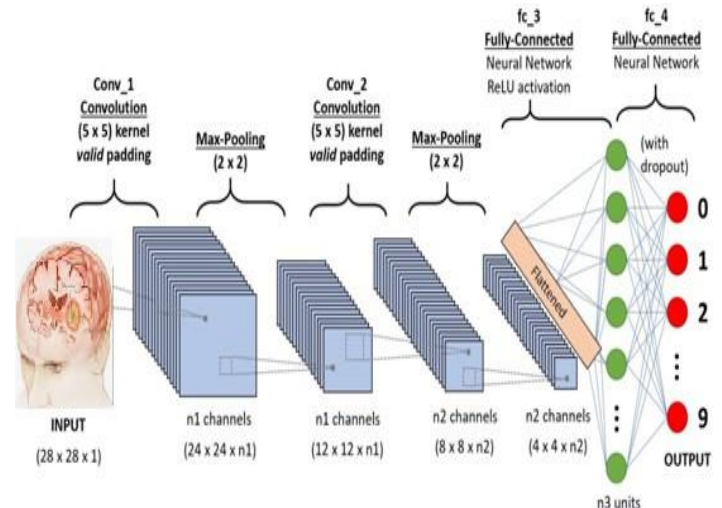 fc_3
Fully-Connected
Neural Network
ReLU activation
fc_4
Fully-Connected
Neural Network
Conv_1
Convolution
(5 x 5) kernel
valid padding
Max-Pooling
(2 x 2)
Conv_2
Convolution
(5 x 5) kernel
valid padding
Max-Pooling
(2 x 2)
(with
dropout)
Flattened
0
1
2
9
INPUT
(28 x 28 x 1)
n1 channels
(24 x 24 x n1)
n1 channels
(12 x 12 x n1)
n2 channels
(8 x 8 x n2)
n2 channels
(4 x 4 x n2)
OUTPUT
n3 units